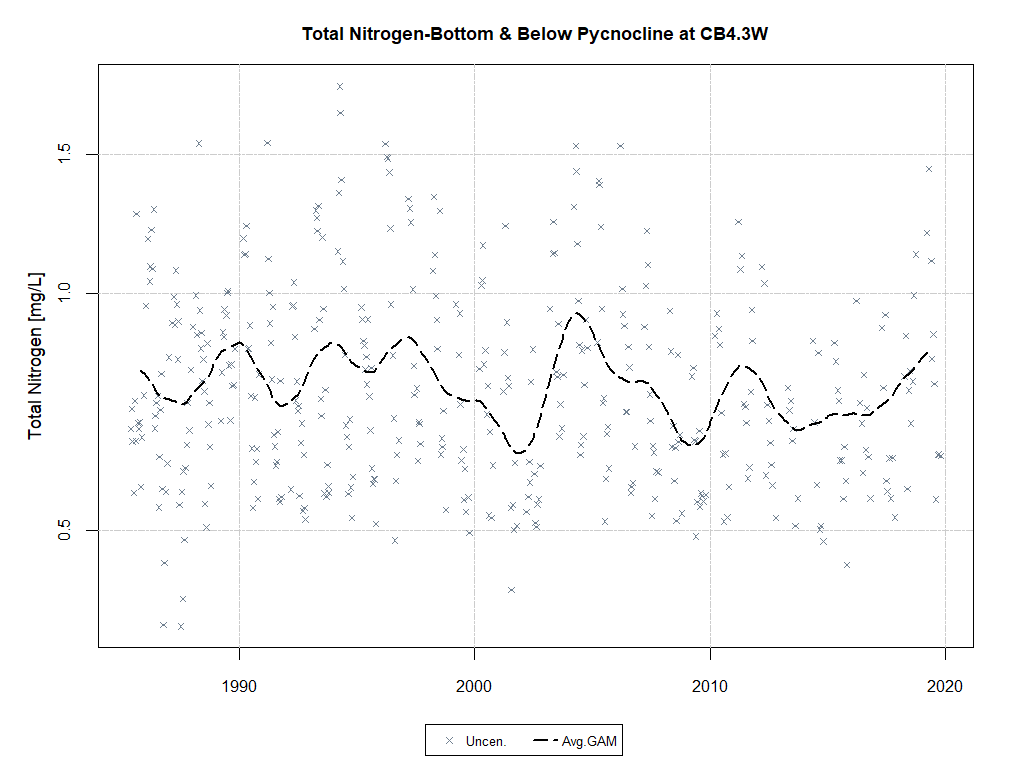 Total Nitrogen-Bottom & Below Pycnocline at CB4.3W
Total Nitrogen [mg/L]
1.5
1.0
0.5
1990 2000 2010 2020
Uncen. Avg.GAM